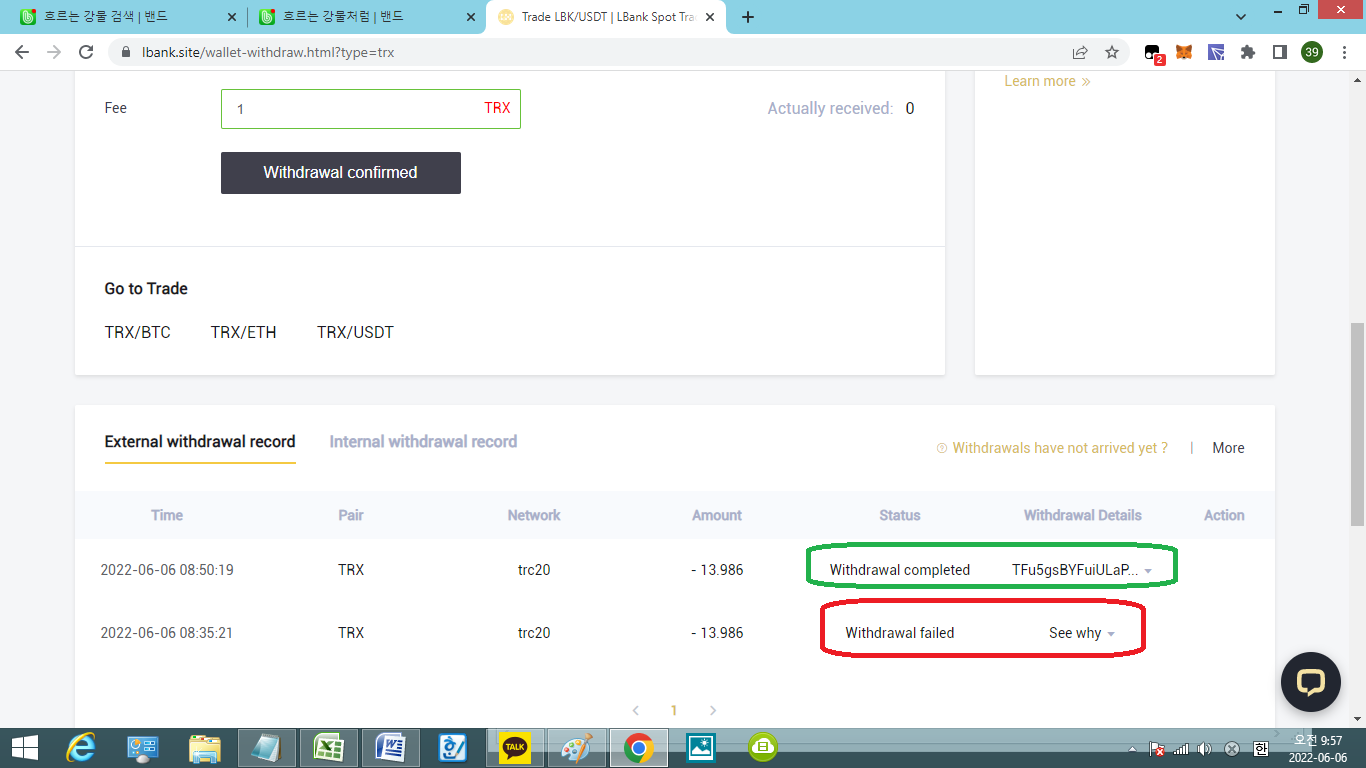 흐르는 강물 검색 | 밴드
흐르는 강물처럼 | 밴드
Trade LBK/USDT | LBank Spot Tra
lbank.site/wallet-withdraw.html?type=trx
2
39
Learn more »
Fee
1
TRX
Actually received: 0
Withdrawal confirmed
Go to Trade
TRX/BTC TRX/ETH TRX/USDT
External withdrawal record Internal withdrawal record
Withdrawals have not arrived yet ? | More
Time Pair Network Amount Status Withdrawal Details Action
2022-06-06 08:50:19 TRX trc20 - 13.986 Withdrawal completed TFu5gsBYFuiULaP...
2022-06-06 08:35:21 TRX trc20 - 13.986 Withdrawal failed See why
< 1 >
TALK
한
오전 9:57
2022-06-06